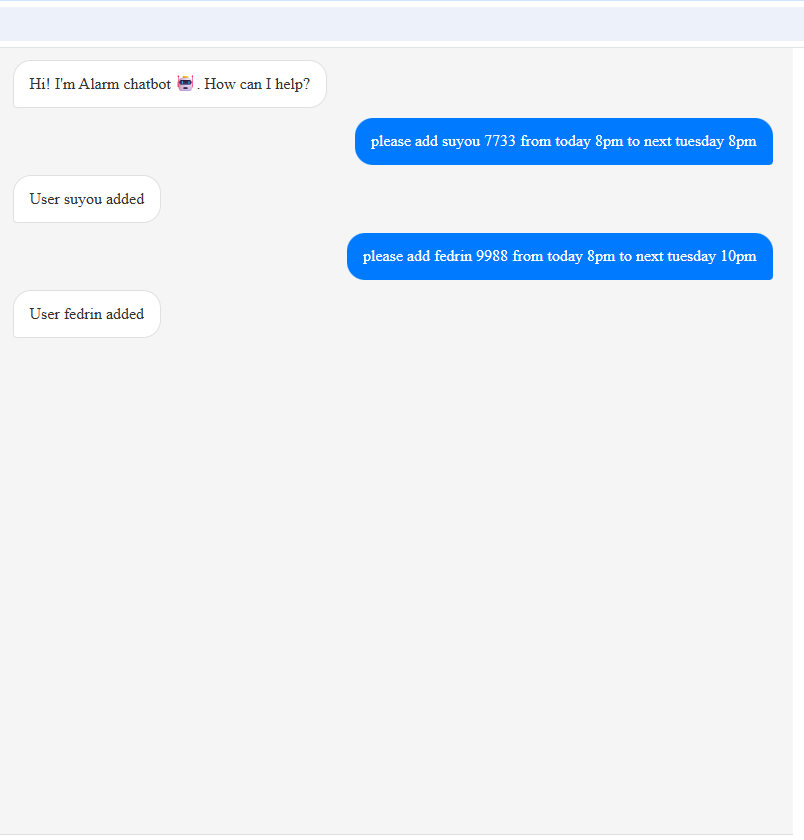 Hi! I'm Alarm chatbot 🤖. How can I help?
please add suyou 7733 from today 8pm to next tuesday 8pm
User suyou added
please add fedrin 9988 from today 8pm to next tuesday 10pm
User fedrin added